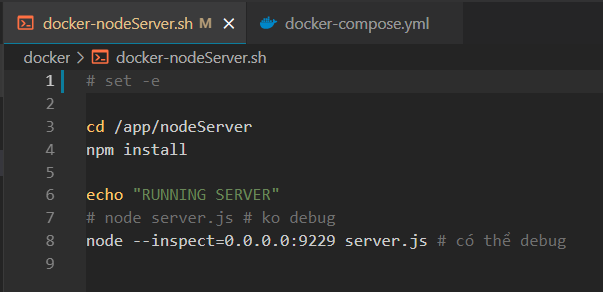 docker-nodeServer.sh M docker-compose.yml
docker > docker-nodeServer.sh
1 # set -e
2
3 cd /app/nodeServer
4 npm install
5
6 echo "RUNNING SERVER"
7 # node server.js # ko debug
8 node --inspect=0.0.0.0:9229 server.js # có thể debug
9